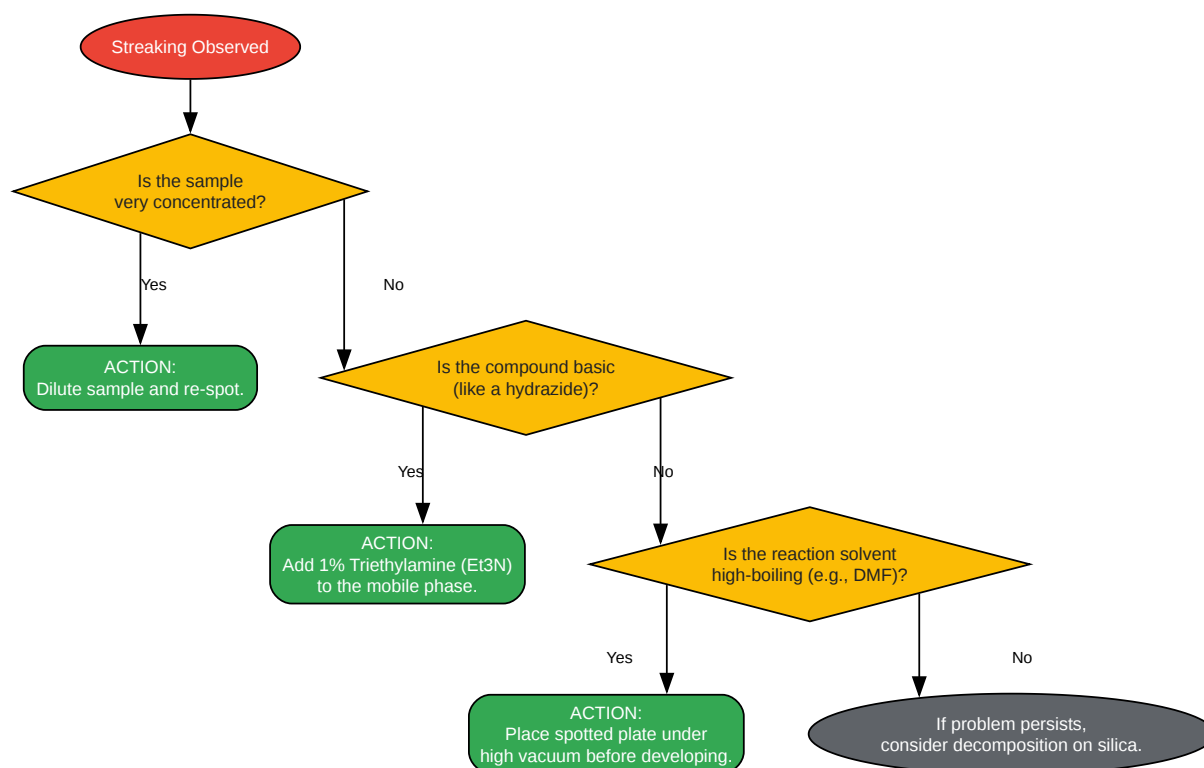 Streaking Observed
Is the sample
very concentrated?
Yes
No
ACTION:
Dilute sample and re-spot.
Is the compound basic
(like a hydrazide)?
Yes
No
ACTION:
Add 1% Triethylamine (Et3N)
to the mobile phase.
Is the reaction solvent
high-boiling (e.g., DMF)?
Yes
No
ACTION:
Place spotted plate under
high vacuum before developing.
If problem persists,
consider decomposition on silica.